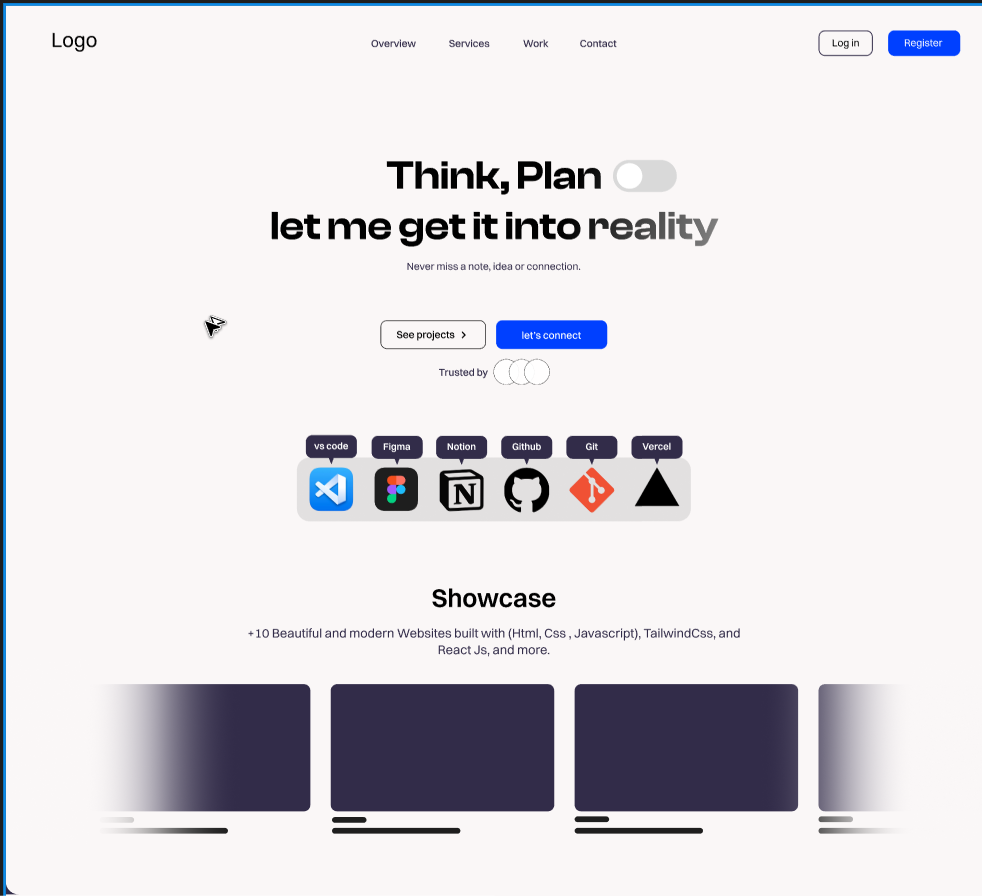 Logo
Overview
Services
Work
Contact
Log in
Register
Think, Plan
let me get it into reality
Never miss a note, idea or connection.
See projects
let's connect
Trusted by
vs code
Figma
Notion
Github
Git
Vercel
N
Showcase
+10 Beautiful and modern Websites built with (Html, Css , Javascript), TailwindCss, and
React Js, and more.